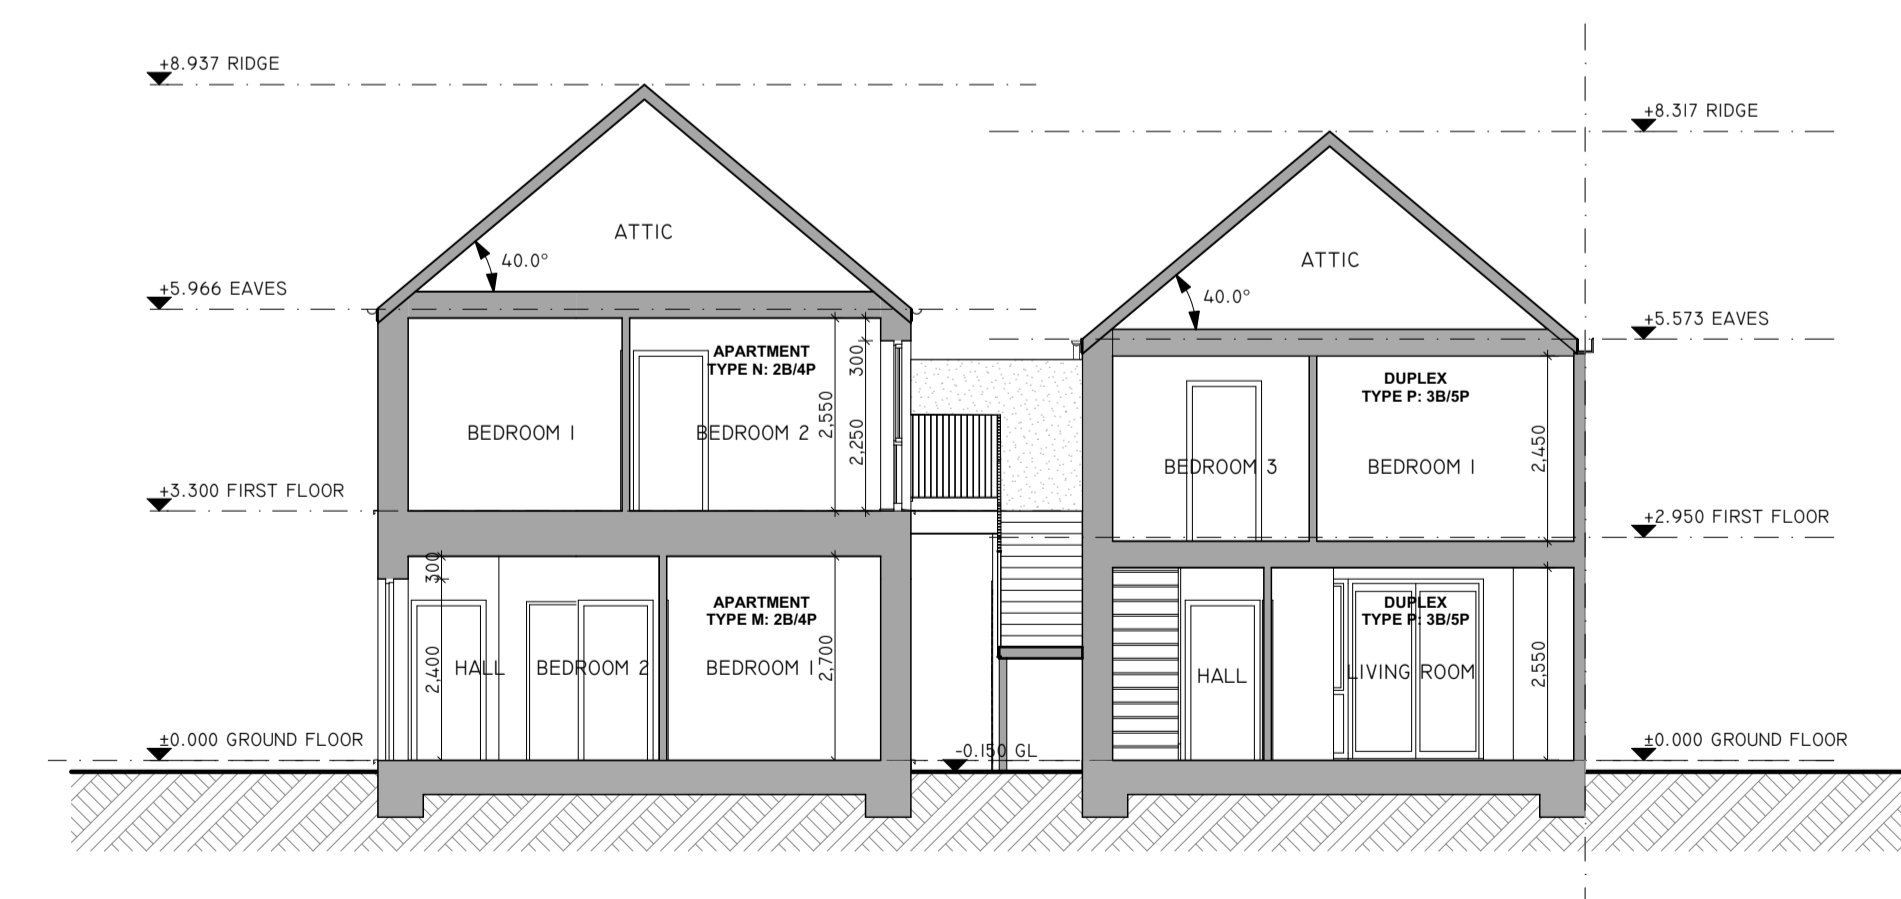 +8.937 RIDGE
+8.317 RIDGE
ATTIC
40.0°
ATTIC
40.0°
+5.966 EAVES
+5.573 EAVES
APARTMENT
TYPE N: 2B/4P
300
2,550
2,250
BEDROOM 1
BEDROOM 2
DUPLEX
TYPE P: 3B/5P
2,450
BEDROOM 3
BEDROOM 1
+3.300 FIRST FLOOR
+2.950 FIRST FLOOR
300
APARTMENT
TYPE M: 2B/4P
2,400
HALL
BEDROOM 2
BEDROOM 1
2,700
DUPLEX
TYPE P: 3B/5P
HALL
LIVING ROOM
2,550
±0.000 GROUND FLOOR
-0.150 GL
±0.000 GROUND FLOOR